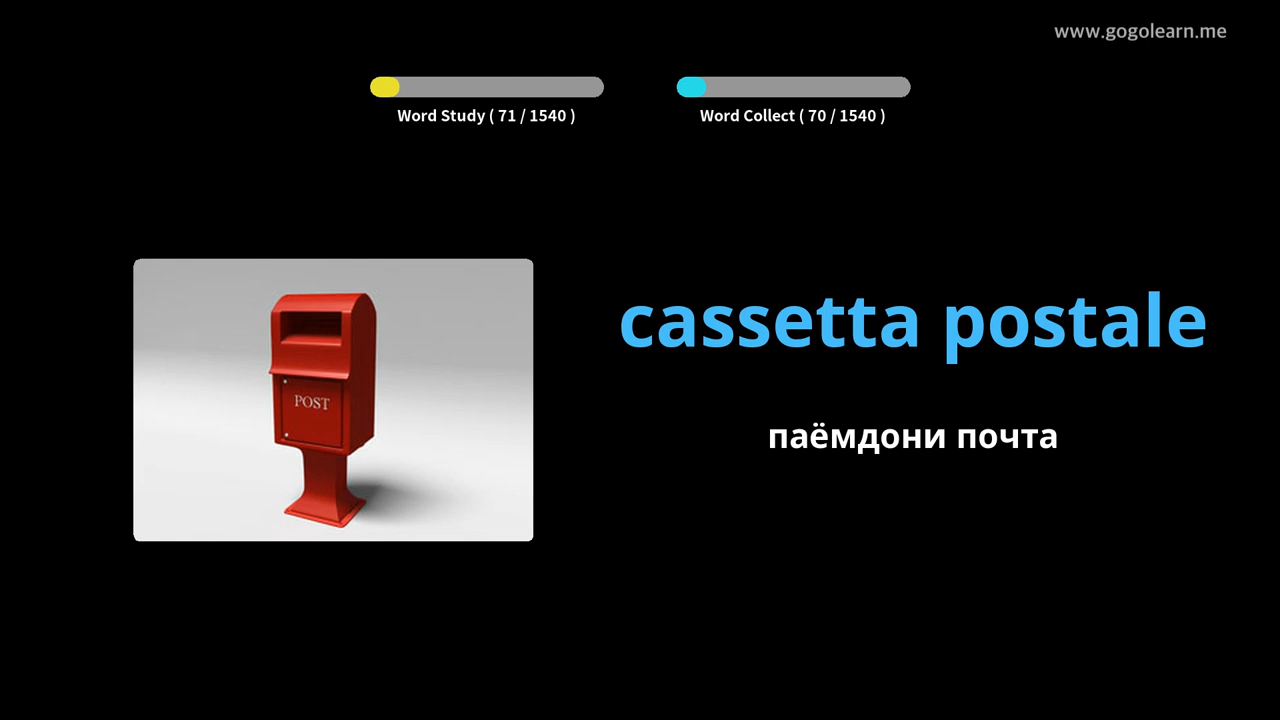 www.gogolearn.me
Word Study ( 71 / 1540 )
Word Collect ( 70 / 1540 )
POST
cassetta postale
паёмдони почта